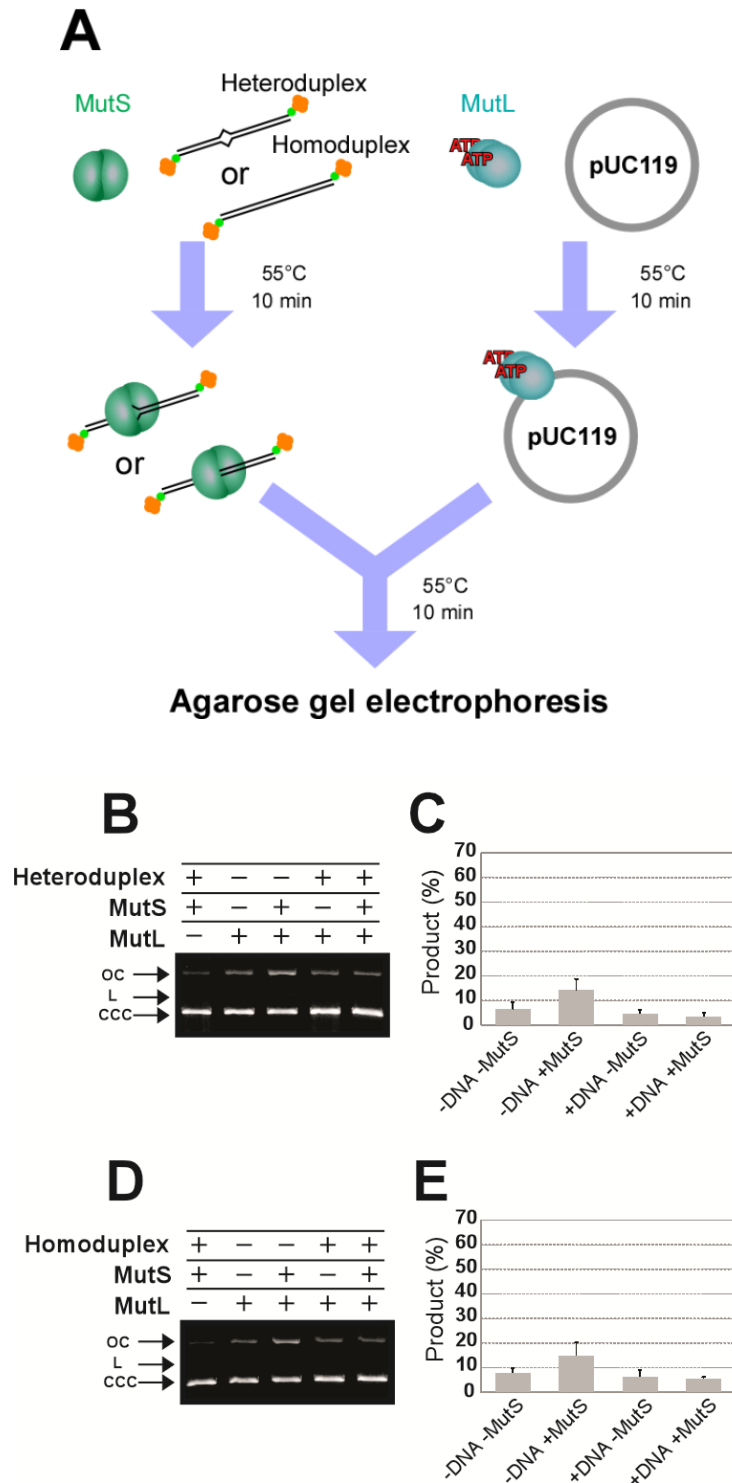 A
Heteroduplex
MutS
MutL
Homoduplex
ATP
ATP
pUC119
or
55°C
10 min
55°C
10 min
ATP
ATP
pUC119
or
55°C
10 min
Agarose gel electrophoresis
B
Heteroduplex + − − + +
MutS + − + − +
MutL − + + + +
OC
L
CCC
C
Product (%)
70
60
50
40
30
20
10
0
-DNA -MutS
-DNA +MutS
+DNA -MutS
+DNA +MutS
D
Homoduplex + − − + +
MutS + − + − +
MutL − + + + +
OC
L
CCC
E
Product (%)
70
60
50
40
30
20
10
0
-DNA -MutS
-DNA +MutS
+DNA -MutS
+DNA +MutS